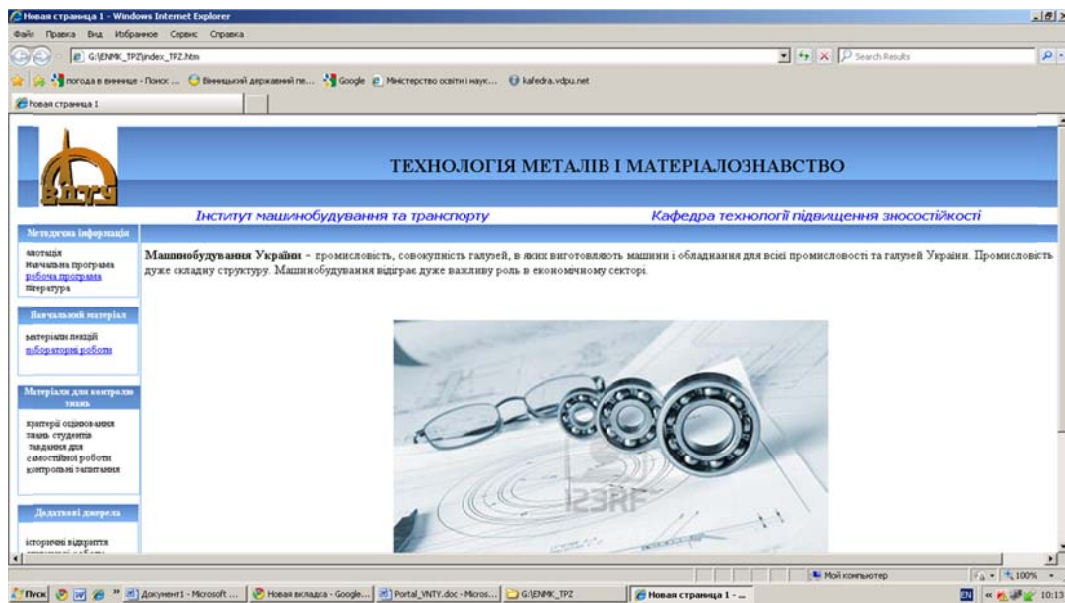 Новая страница 1 - Windows Internet Explorer
Файл Правка Вид Избранное Сервис Справка
G:\ENMK_TPZ\index_TPZ.htm
Search Results
погода в виннице - Поиск ... Вінницький державний пе... Google Міністерство освіти і наук... kafedra.vdpu.net
Новая страница 1
ВДТУ
ТЕХНОЛОГІЯ МЕТАЛІВ І МАТЕРІАЛОЗНАВСТВО
Інститут машинобудування та транспорту Кафедра технології підвищення зносостійкості
Методична інформація
анотація
навчальна програма
робоча програма
література
Машинобудування України – промисловість, совокупність галузей, в яких виготовляють машини і обладнання для всієї промисловості та галузей України. Промисловість
дуже складну структуру. Машинобудування відіграє дуже важливу роль в економічному секторі.
Навчальний матеріал
матеріали лекцій
лабораторні роботи
Матеріали для контролю
знань
критерії оцінювання
знань студентів
завдання для
самостійної роботи
контрольні запитання
Додаткові джерела
історичні відкриття
123RF
Мой компьютер
100%
Пуск
Документ1 - Microsoft ...
Новая вкладка - Google...
Portal_VNTY.doc -Micros...
G:\ENMK_TPZ
Новая страница 1 - ...
EN
10:13